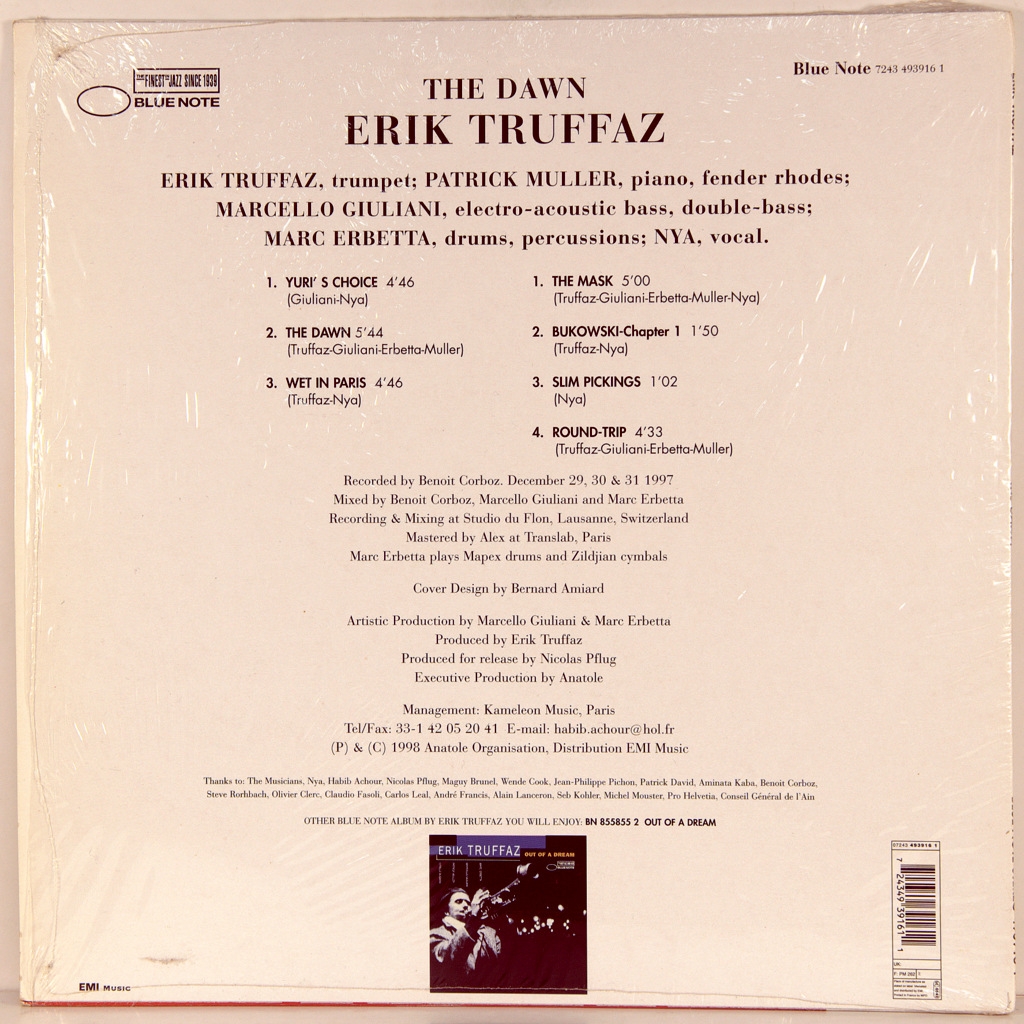 THE FINEST IN JAZZ SINCE 1939
BLUE NOTE
Blue Note 7243 493916 1
THE DAWN
ERIK TRUFFAZ
ERIK TRUFFAZ, trumpet; PATRICK MULLER, piano, fender rhodes;
MARCELLO GIULIANI, electro-acoustic bass, double-bass;
MARC ERBETTA, drums, percussions; NYA, vocal.
1. YURI' S CHOICE 4'46
(Giuliani-Nya)
2. THE DAWN 5'44
(Truffaz-Giuliani-Erbetta-Muller)
3. WET IN PARIS 4'46
(Truffaz-Nya)
1. THE MASK 5'00
(Truffaz-Giuliani-Erbetta-Muller-Nya)
2. BUKOWSKI-Chapter 1 1'50
(Truffaz-Nya)
3. SLIM PICKINGS 1'02
(Nya)
4. ROUND-TRIP 4'33
(Truffaz-Giuliani-Erbetta-Muller)
Recorded by Benoit Corboz. December 29, 30 & 31 1997
Mixed by Benoit Corboz, Marcello Giuliani and Marc Erbetta
Recording & Mixing at Studio du Flon, Lausanne, Switzerland
Mastered by Alex at Translab, Paris
Marc Erbetta plays Mapex drums and Zildjian cymbals
Cover Design by Bernard Amiard
Artistic Production by Marcello Giuliani & Marc Erbetta
Produced by Erik Truffaz
Produced for release by Nicolas Pflug
Executive Production by Anatole
Management: Kameleon Music, Paris
Tel/Fax: 33-1 42 05 20 41 E-mail: habib.achour@hol.fr
(P) & (C) 1998 Anatole Organisation, Distribution EMI Music
Thanks to: The Musicians, Nya, Habib Achour, Nicolas Pflug, Maguy Brunel, Wende Cook, Jean-Philippe Pichon, Patrick David, Aminata Kaba, Benoit Corboz,
Steve Rorhbach, Olivier Clerc, Claudio Fasoli, Carlos Leal, André Francis, Alain Lanceron, Seb Kohler, Michel Mouster, Pro Helvetia, Conseil Général de l'Ain
OTHER BLUE NOTE ALBUM BY ERIK TRUFFAZ YOU WILL ENJOY: BN 855855 2 OUT OF A DREAM
ERIK TRUFFAZ OUT OF A DREAM
07243 493916 1
7 24349 39161 1
UK:
F: PM 262
EMI MUSIC